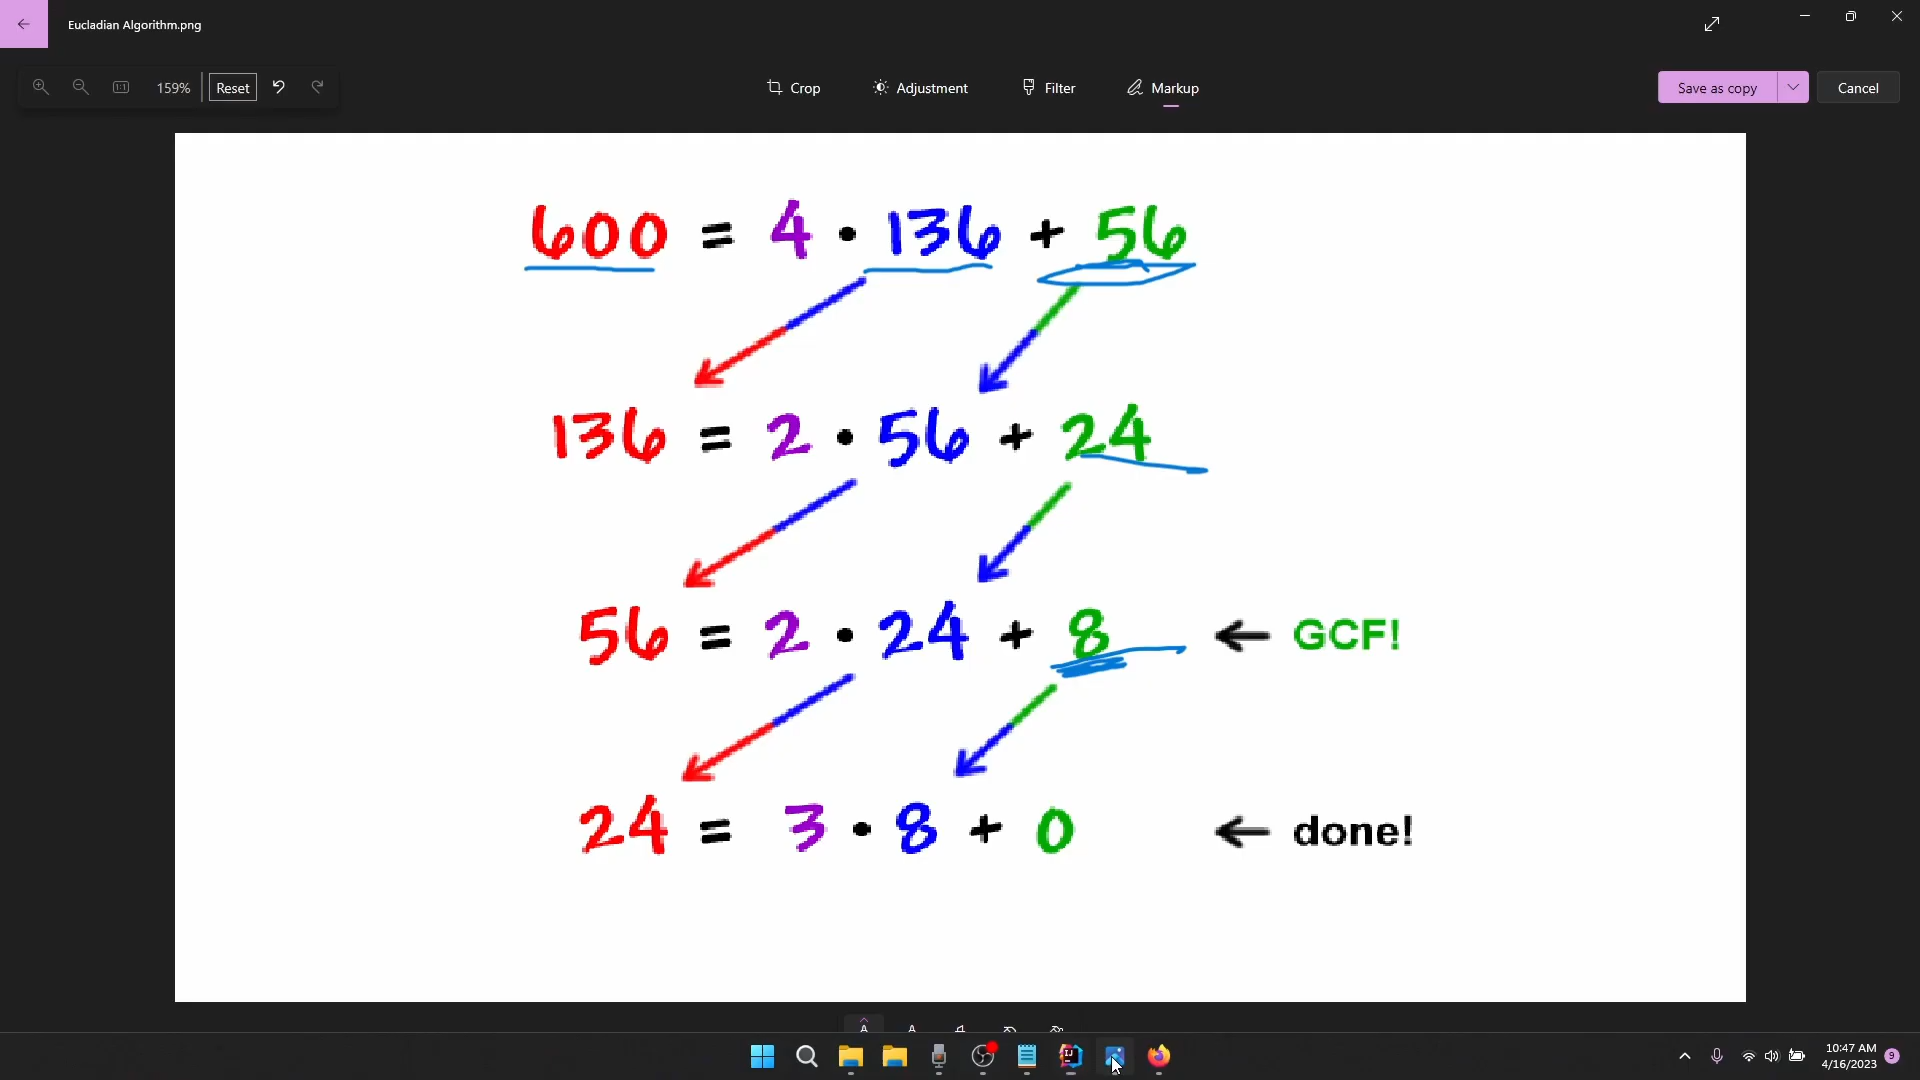 Eucladian Algorithm.png
159%
Reset
Crop
Adjustment
Filter
Markup
Save as copy
Cancel
600 = 4 • 136 + 56
136 = 2 • 56 + 24
56 = 2 • 24 + 8 ← GCF!
24 = 3 • 8 + 0 ← done!
10:47 AM
4/16/2023
9